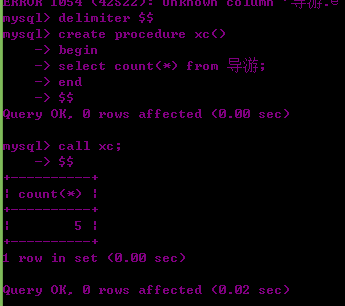 ERROR 1054 (42S22): Unknown column '导游.@
mysql> delimiter $$
mysql> create procedure xc()
    -> begin
    -> select count(*) from 导游;
    -> end
    -> $$
Query OK, 0 rows affected (0.00 sec)
mysql> call xc;
    -> $$
+----------+
| count(*) |
+----------+
|        5 |
+----------+
1 row in set (0.00 sec)
Query OK, 0 rows affected (0.02 sec)